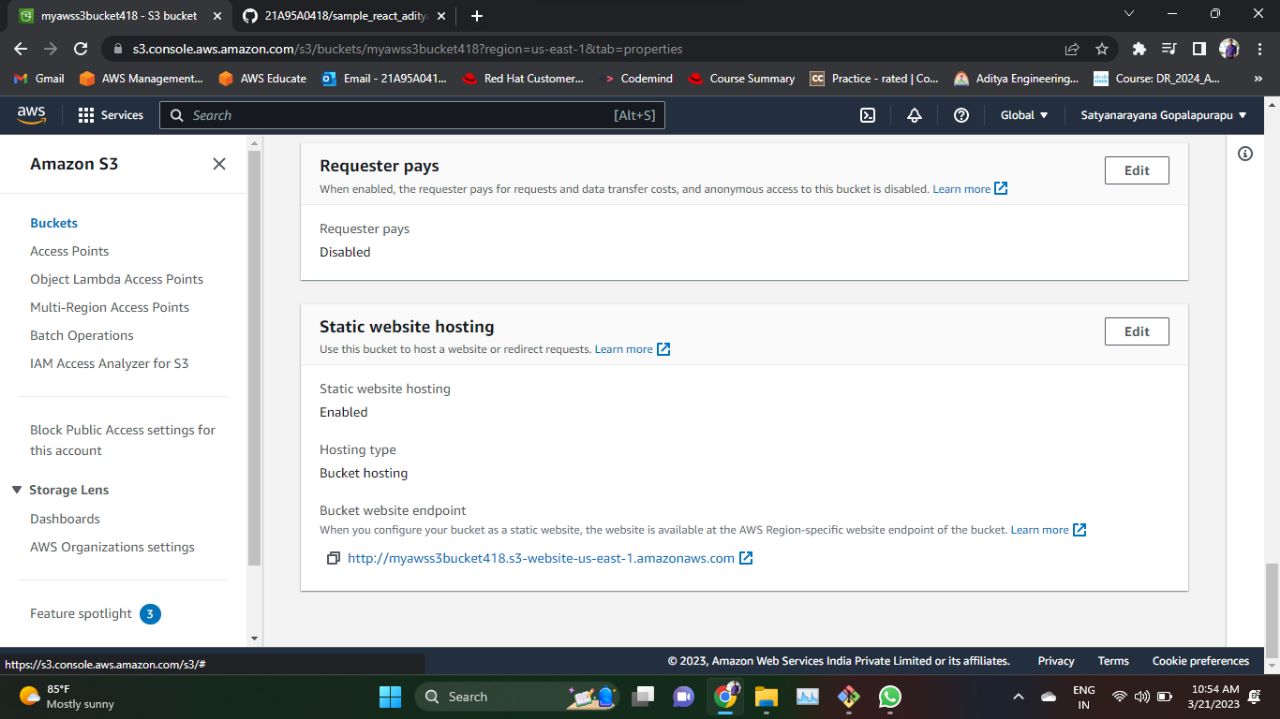 myawss3bucket418 - S3 bucket
21A95A0418/sample_react_aditya
s3.console.aws.amazon.com/s3/buckets/myawss3bucket418?region=us-east-1&tab=properties
Gmail
AWS Management...
AWS Educate
Email - 21A95A041...
Red Hat Customer...
Codemind
Course Summary
CC Practice - rated | Co...
Aditya Engineering...
Course: DR_2024_A...
aws
Services
Search
[Alt+S]
Global
Satyanarayana Gopalapurapu
Amazon S3
Buckets
Access Points
Object Lambda Access Points
Multi-Region Access Points
Batch Operations
IAM Access Analyzer for S3
Block Public Access settings for
this account
Storage Lens
Dashboards
AWS Organizations settings
Feature spotlight 3
Requester pays
Edit
When enabled, the requester pays for requests and data transfer costs, and anonymous access to this bucket is disabled. Learn more
Requester pays
Disabled
Static website hosting
Edit
Use this bucket to host a website or redirect requests. Learn more
Static website hosting
Enabled
Hosting type
Bucket hosting
Bucket website endpoint
When you configure your bucket as a static website, the website is available at the AWS Region-specific website endpoint of the bucket. Learn more
http://myawss3bucket418.s3-website-us-east-1.amazonaws.com
https://s3.console.aws.amazon.com/s3/#
© 2023, Amazon Web Services India Private Limited or its affiliates.
Privacy
Terms
Cookie preferences
85°F
Mostly sunny
Search
ENG
IN
10:54 AM
3/21/2023